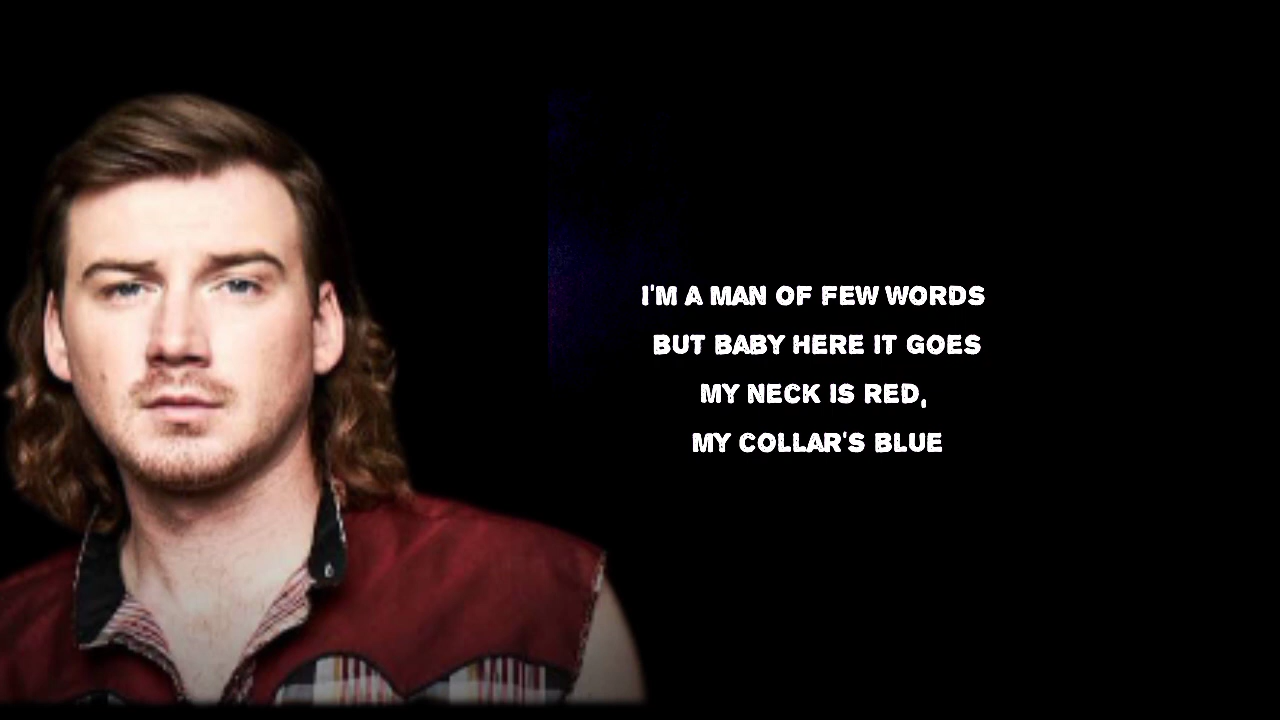 I'M A MAN OF FEW WORDS
BUT BABY HERE IT GOES
MY NECK IS RED,
MY COLLAR'S BLUE